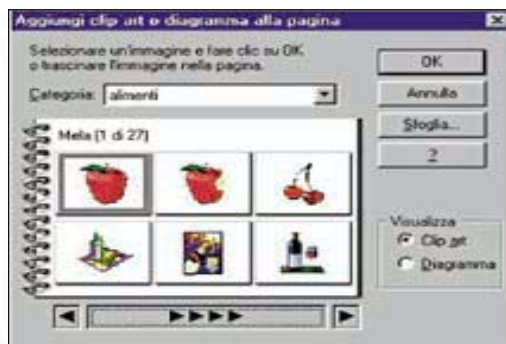 Aggiungi clip art o diagramma alla pagina
Selezionare un'immagine e fare clic su OK
o trascinare l'immagine nella pagina.
Categoria: alimenti
Mela [1 di 27]
OK
Annulla
Sfoglia...
?
Visualizza
Clip art
Diagramma